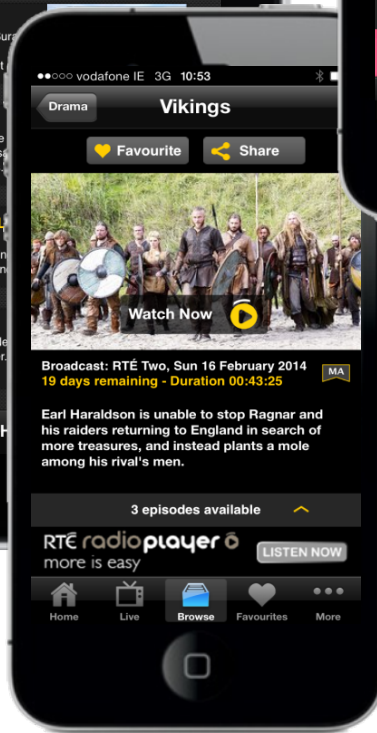 vodafone IE 3G 10:53
Drama
Vikings
Favourite
Share
Watch Now
Broadcast: RTÉ Two, Sun 16 February 2014
19 days remaining - Duration 00:43:25
MA
Earl Haraldson is unable to stop Ragnar and
his raiders returning to England in search of
more treasures, and instead plants a mole
among his rival's men.
3 episodes available
RTÉ radioplayer
more is easy
LISTEN NOW
Home Live Browse Favourites More